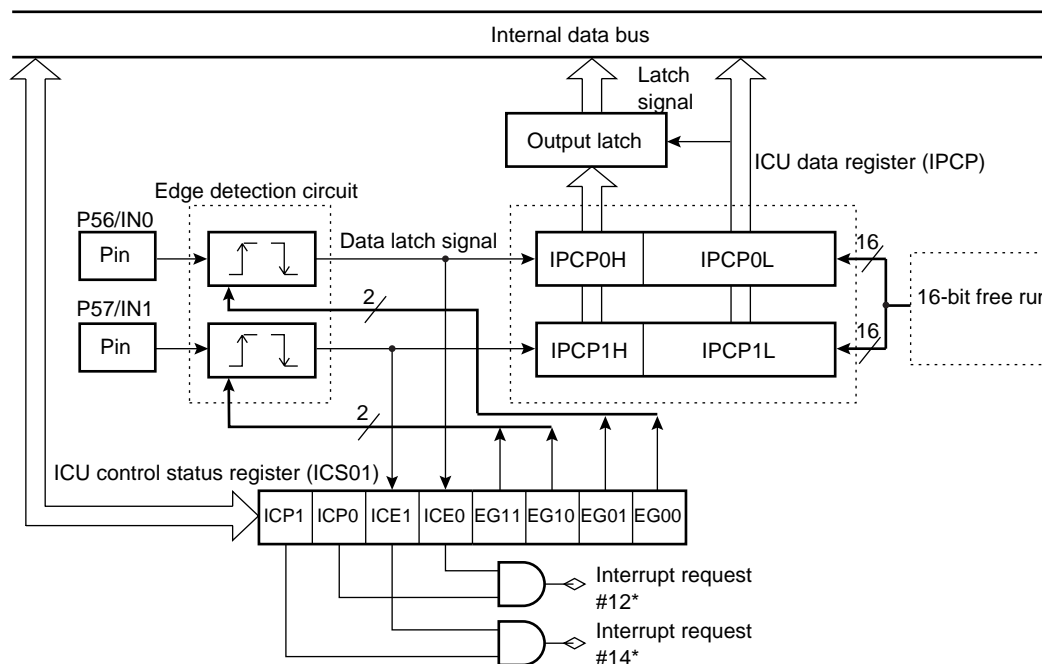 Internal data bus
Latch
signal
Output latch
ICU data register (IPCP)
Edge detection circuit
P56/IN0
Pin
Data latch signal
IPCP0H
IPCP0L
16
2
16-bit free run
P57/IN1
Pin
IPCP1H
IPCP1L
16
2
ICU control status register (ICS01)
ICP1
ICP0
ICE1
ICE0
EG11
EG10
EG01
EG00
Interrupt request
#12*
Interrupt request
#14*